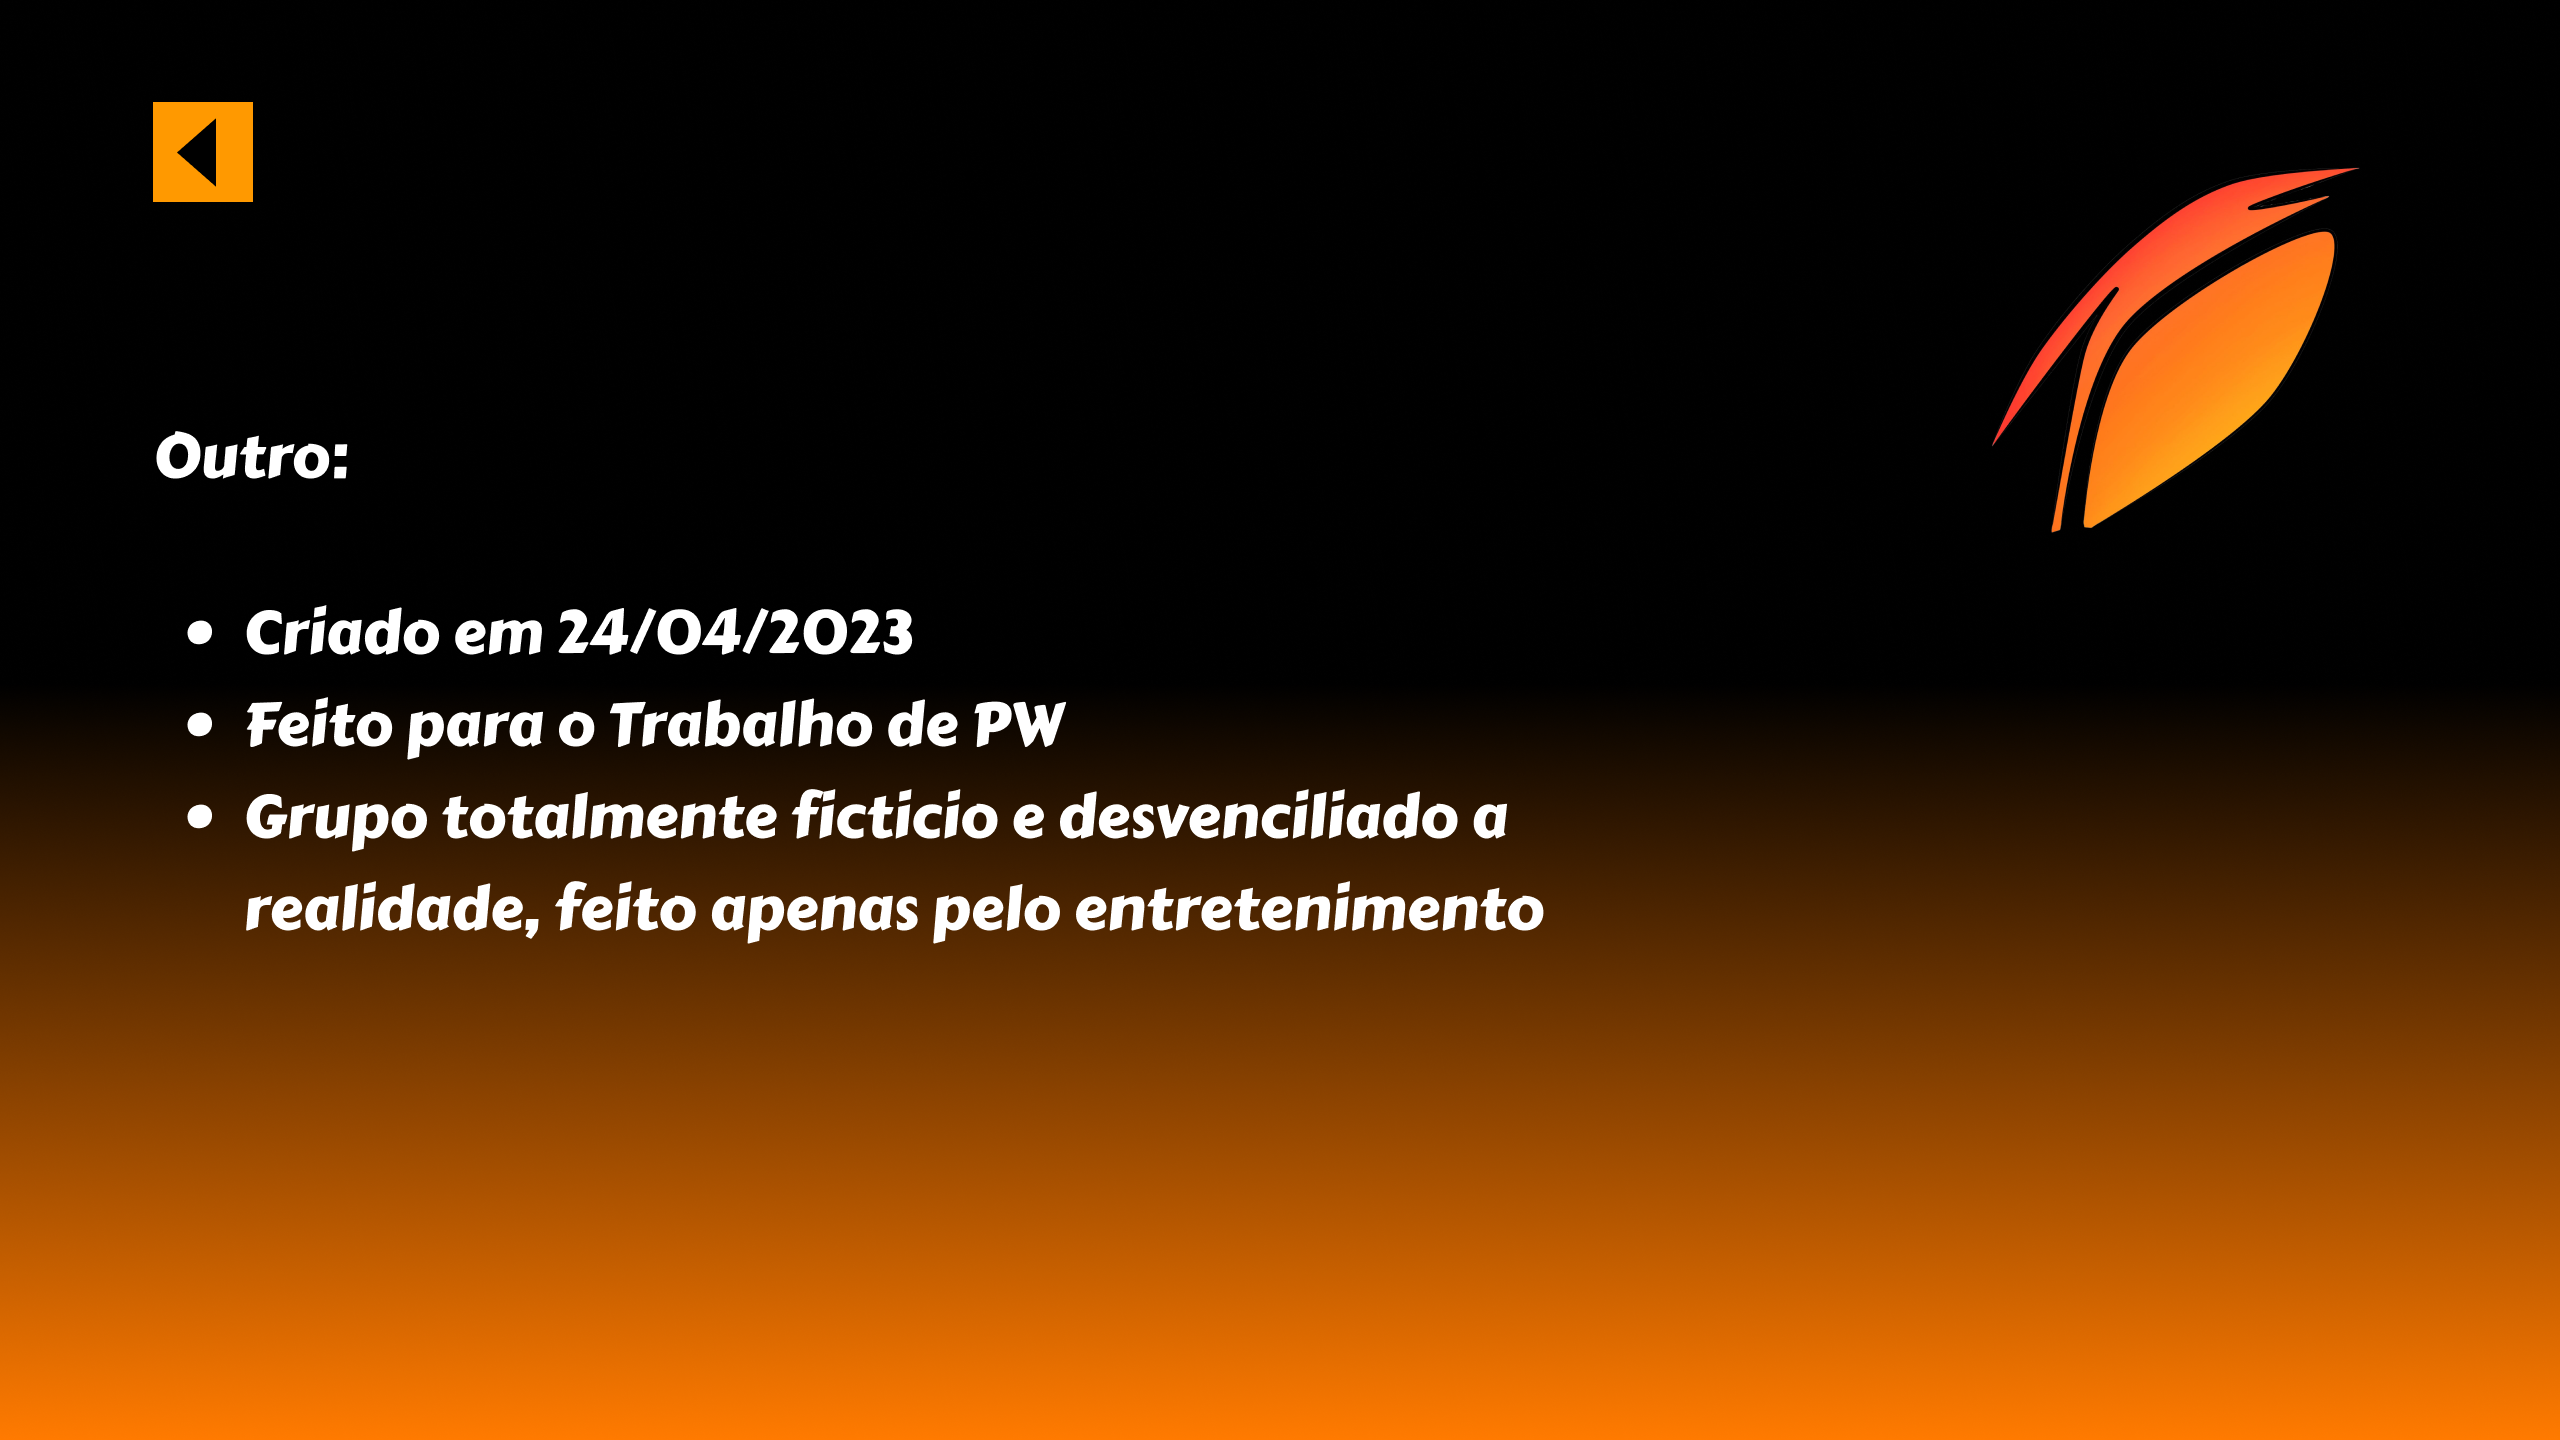 Outro:
• Criado em 24/04/2023
• Feito para o Trabalho de PW
• Grupo totalmente ficticio e desvenciliado a
realidade, feito apenas pelo entretenimento